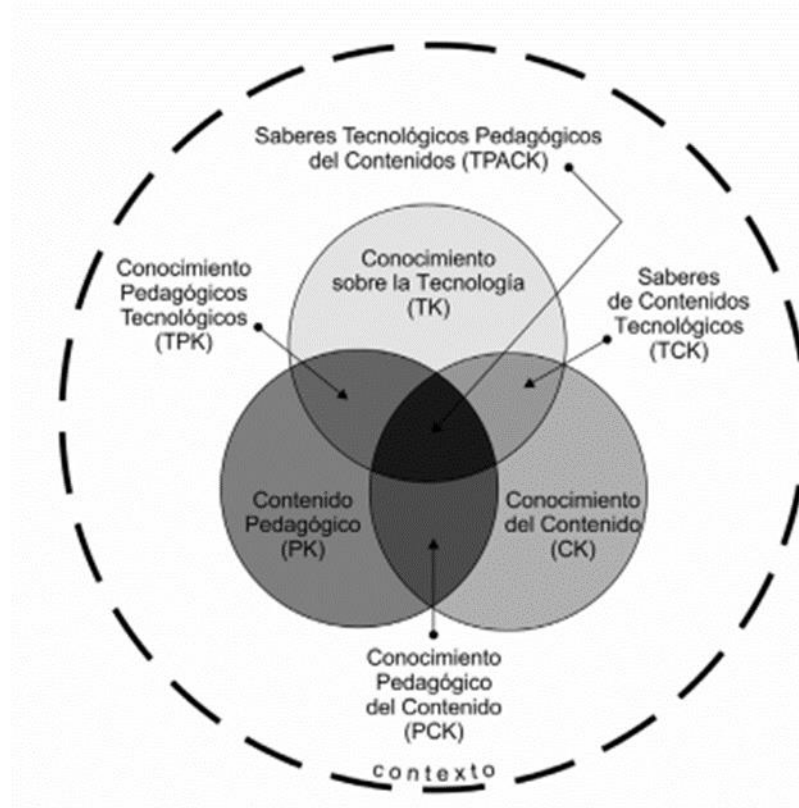 Saberes Tecnológicos Pedagógicos
del Contenidos (TPACK)
Conocimiento
sobre la Tecnología
(TK)
Conocimiento
Pedagógicos
Tecnológicos
(TPK)
Saberes
de Contenidos
Tecnológicos
(TCK)
Contenido
Pedagógico
(PK)
Conocimiento
del Contenido
(CK)
Conocimiento
Pedagógico
del Contenido
(PCK)
contexto